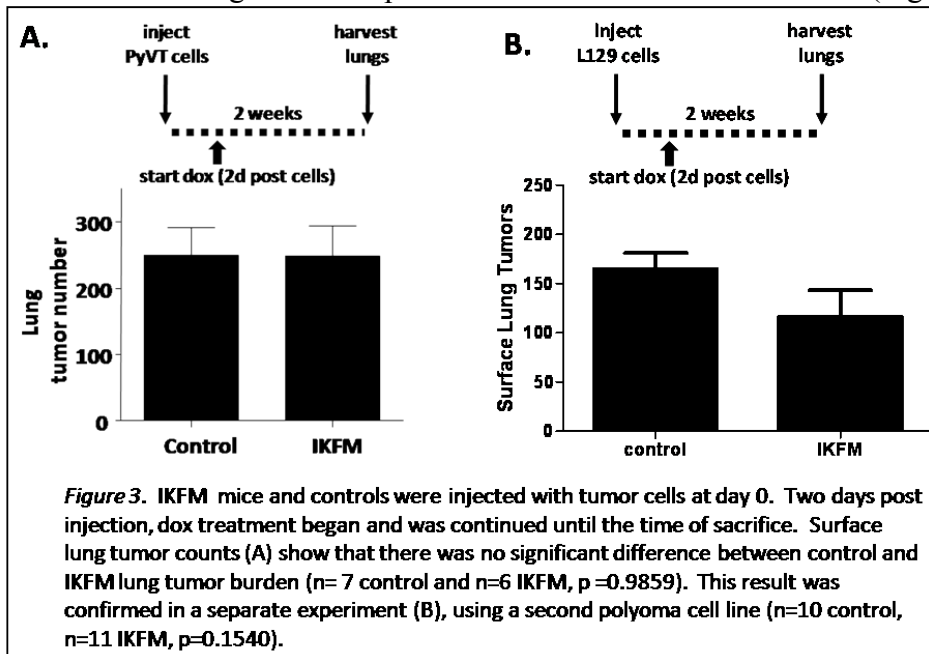 A.
inject
PyVT cells
harvest
lungs
2 weeks
start dox (2d post cells)
300
200
100
0
Lung
tumor number
Control
IKFM
B.
Inject
L129 cells
harvest
lungs
2 weeks
start dox (2d post cells)
250
200
150
100
50
0
Surface Lung Tumors
control
IKFM
Figure 3. IKFM mice and controls were injected with tumor cells at day 0. Two days post
injection, dox treatment began and was continued until the time of sacrifice. Surface
lung tumor counts (A) show that there was no significant difference between control and
IKFM lung tumor burden (n= 7 control and n=6 IKFM, p =0.9859). This result was
confirmed in a separate experiment (B), using a second polyoma cell line (n=10 control,
n=11 IKFM, p=0.1540).